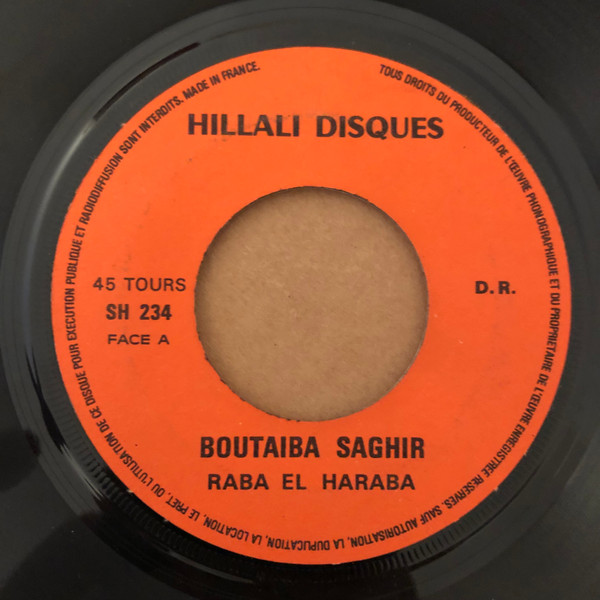 HILLALI DISQUES
45 TOURS
SH 234
FACE A
D.R.
BOUTAIBA SAGHIR
RABA EL HARABA
TOUS DROITS DU PRODUCTEUR DE L'ŒUVRE PHONOGRAPHIQUE ET DU PROPRIETAIRE DE L'ŒUVRE ENREGISTREE RESERVES. SAUF AUTORISATION, LA DUPLICATION, LA LOCATION, LE PRET, OU L'UTILISATION DE CE DISQUE POUR EXECUTION PUBLIQUE ET RADIODIFFUSION SONT INTERDITS. MADE IN FRANCE.